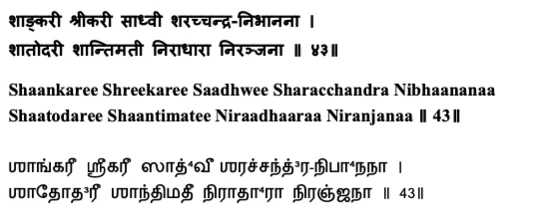 शाङ्करी श्रीकरी साध्वी शरच्चन्द्र-निभानना ।
शातोदरी शान्तिमती निराधारा निरञ्जना ॥ ४३॥
Shaankaree Shreekaree Saadhwee Sharacchandra Nibhaananaa
Shaatodaree Shaantimatee Niraadhaaraa Niranjanaa ॥ 43॥
ஶாங்கரீ ஶ்ரீகரீ ஸாத்⁴வீ ஶரச்சந்த்³ர-நிபா⁴நநா ।
ஶாதோத³ரீ ஶாந்திமதீ நிராதா⁴ரா நிரஞ்ஜநா ॥ 43॥